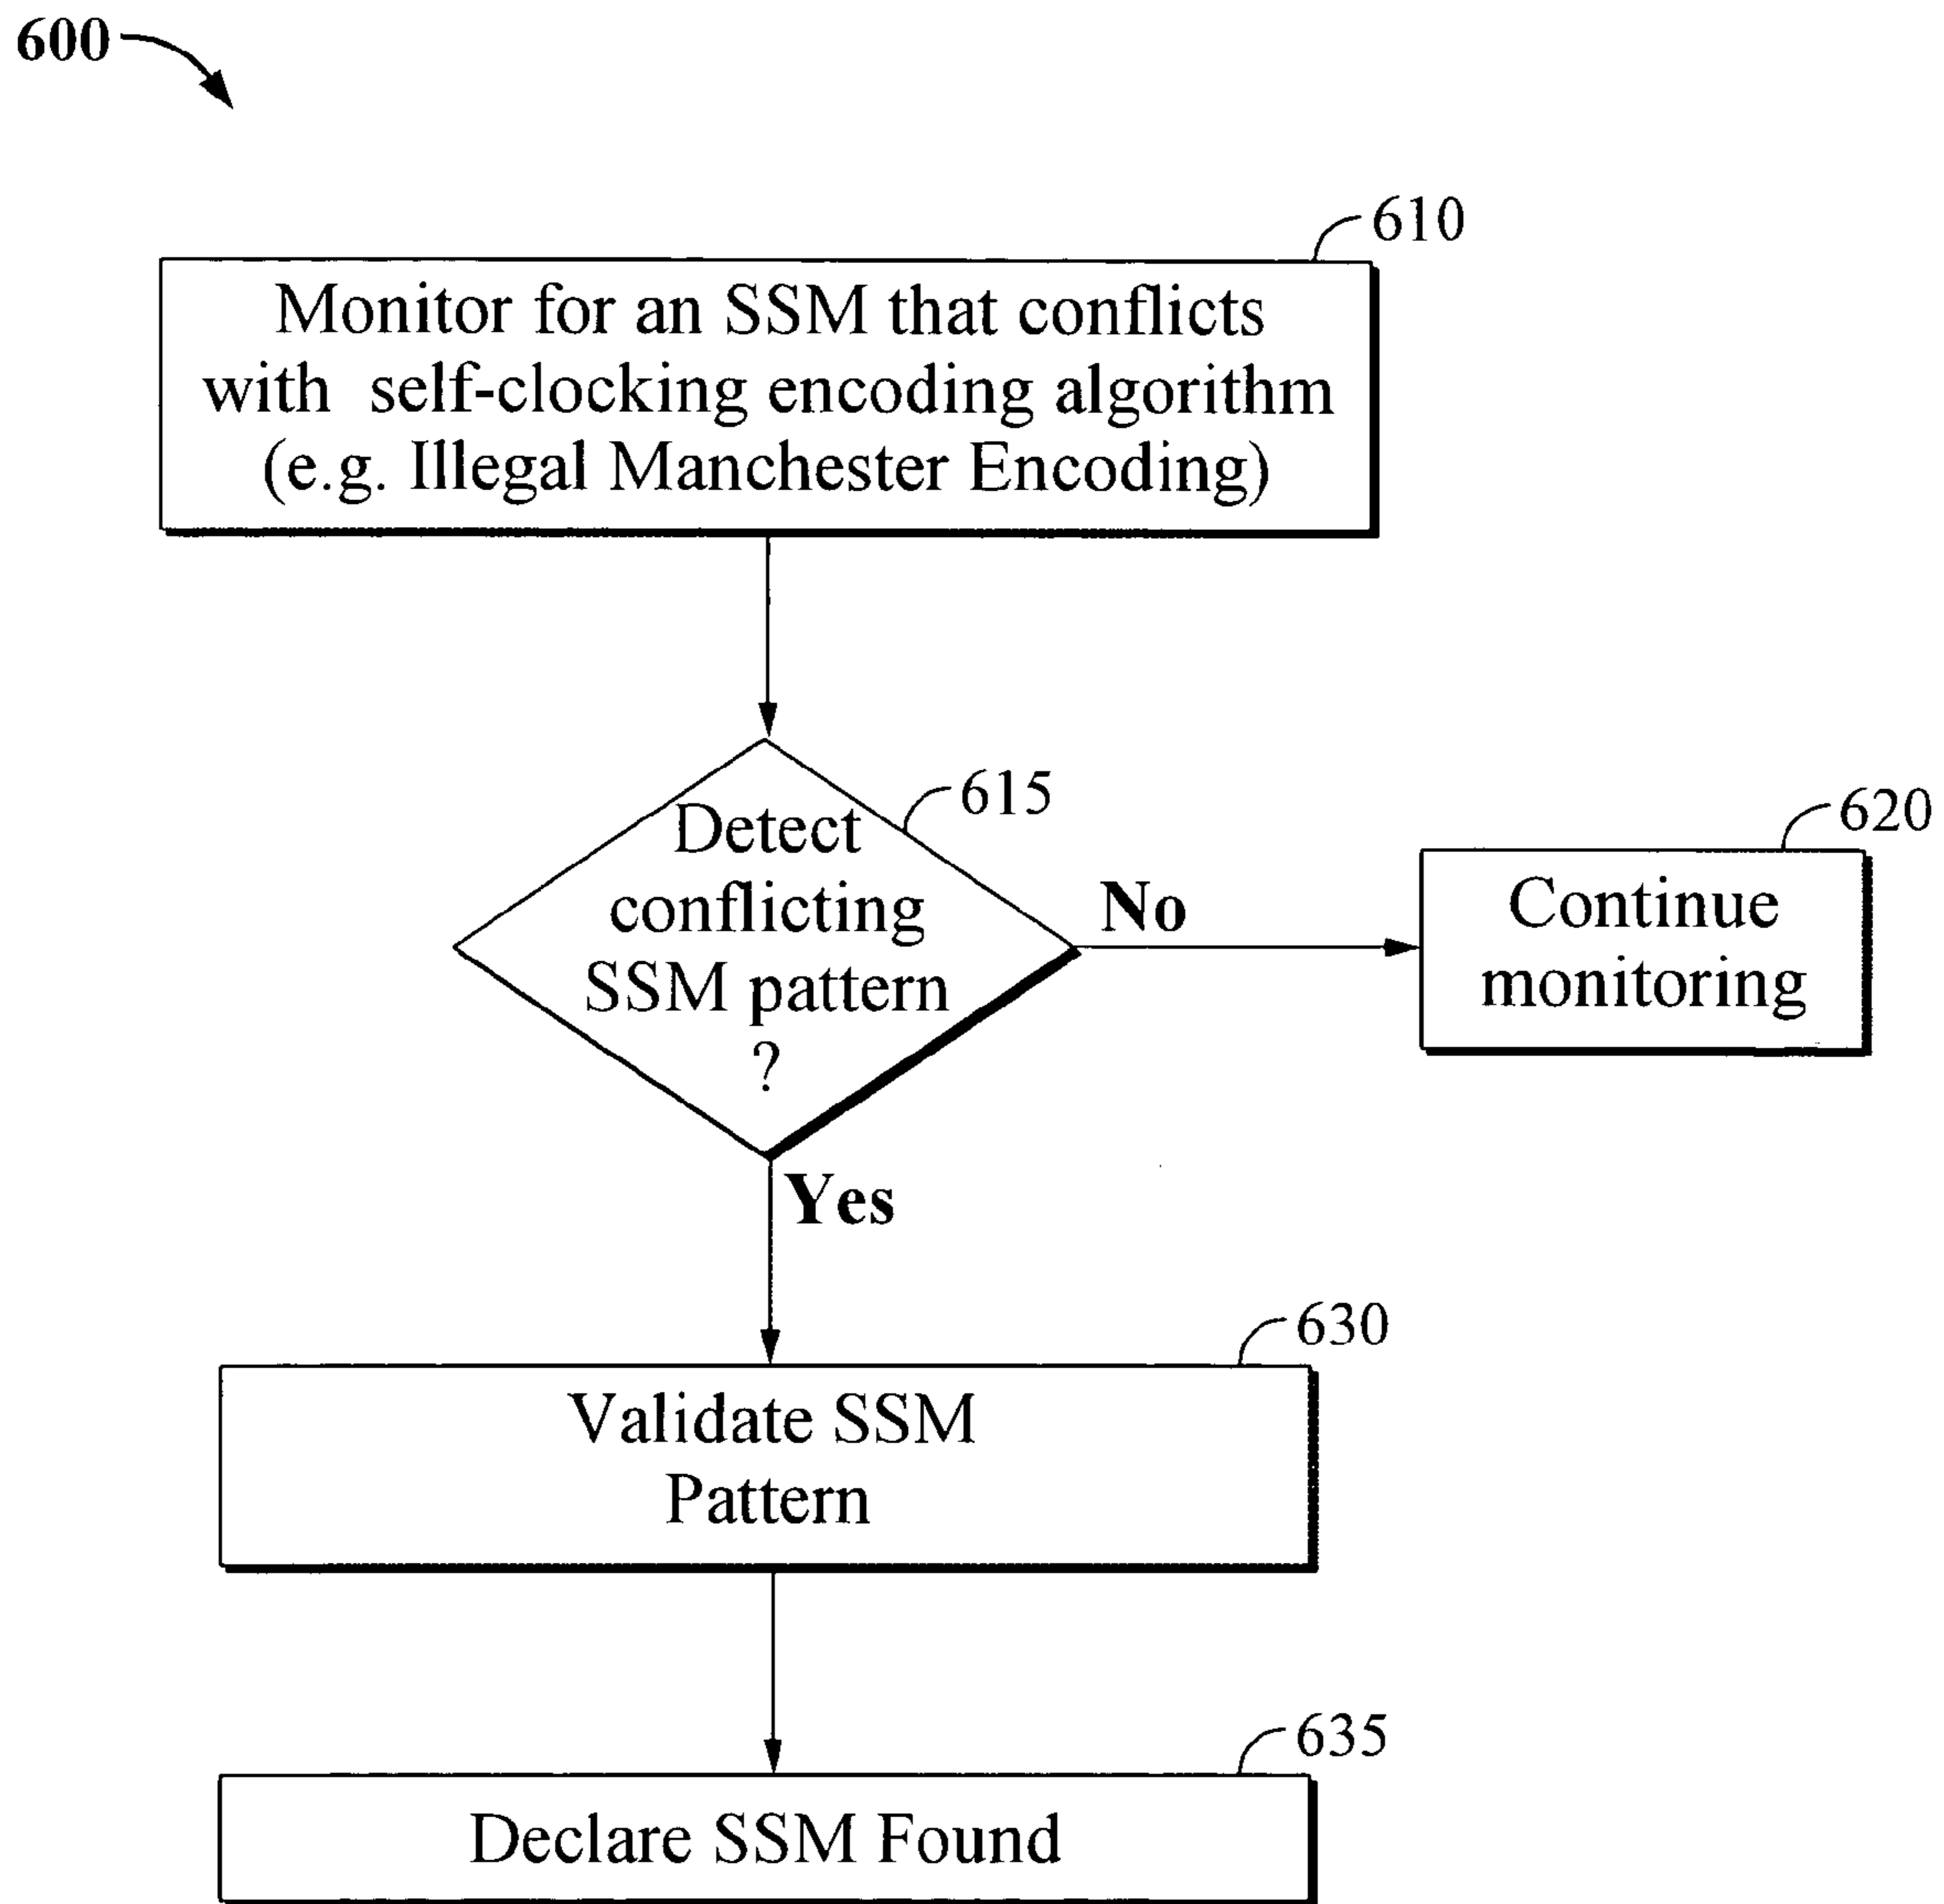 600
610
Monitor for an SSM that conflicts
with self-clocking encoding algorithm
(e.g. Illegal Manchester Encoding)
615
Detect
conflicting
SSM pattern
?
No
620
Continue
monitoring
Yes
630
Validate SSM
Pattern
635
Declare SSM Found